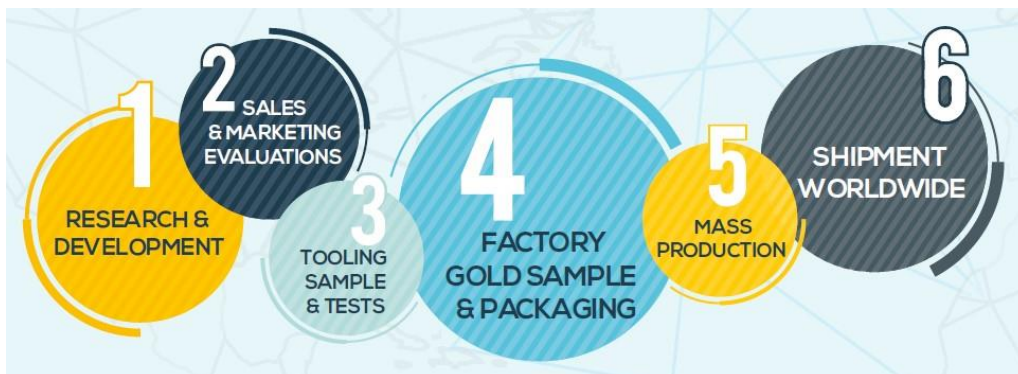 1
RESEARCH &
DEVELOPMENT
2
SALES
& MARKETING
EVALUATIONS
3
TOOLING
SAMPLE
& TESTS
4
FACTORY
GOLD SAMPLE
& PACKAGING
5
MASS
PRODUCTION
6
SHIPMENT
WORLDWIDE